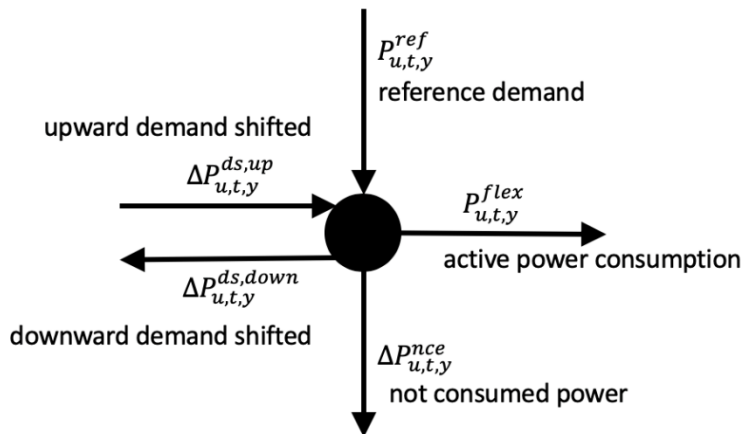 P^{ref}_{u,t,y}
reference demand
upward demand shifted
ΔP^{ds,up}_{u,t,y}
P^{flex}_{u,t,y}
active power consumption
ΔP^{ds,down}_{u,t,y}
downward demand shifted
ΔP^{nce}_{u,t,y}
not consumed power